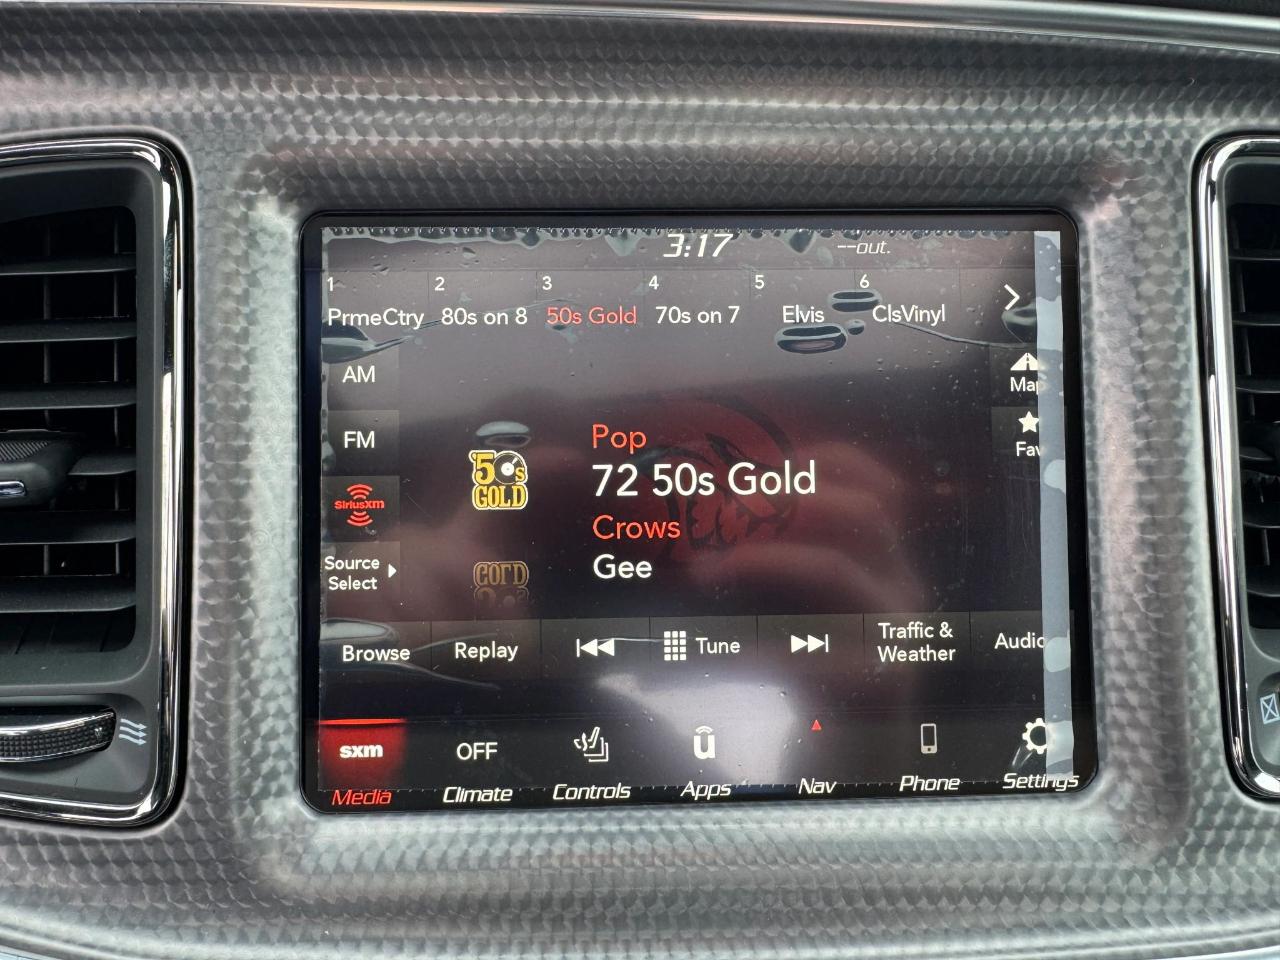 3:17 --out.
1 2 3 4 5 6
PrmeCtry 80s on 8 50s Gold 70s on 7 Elvis ClsVinyl
AM
Map
FM
Fav
'50s
GOLD
Pop
72 50s Gold
Crows
Gee
SiriusXm
Source
Select
Browse Replay Tune
Traffic &
Weather
Audio
sxm OFF û
Media Climate Controls Apps Nav Phone Settings